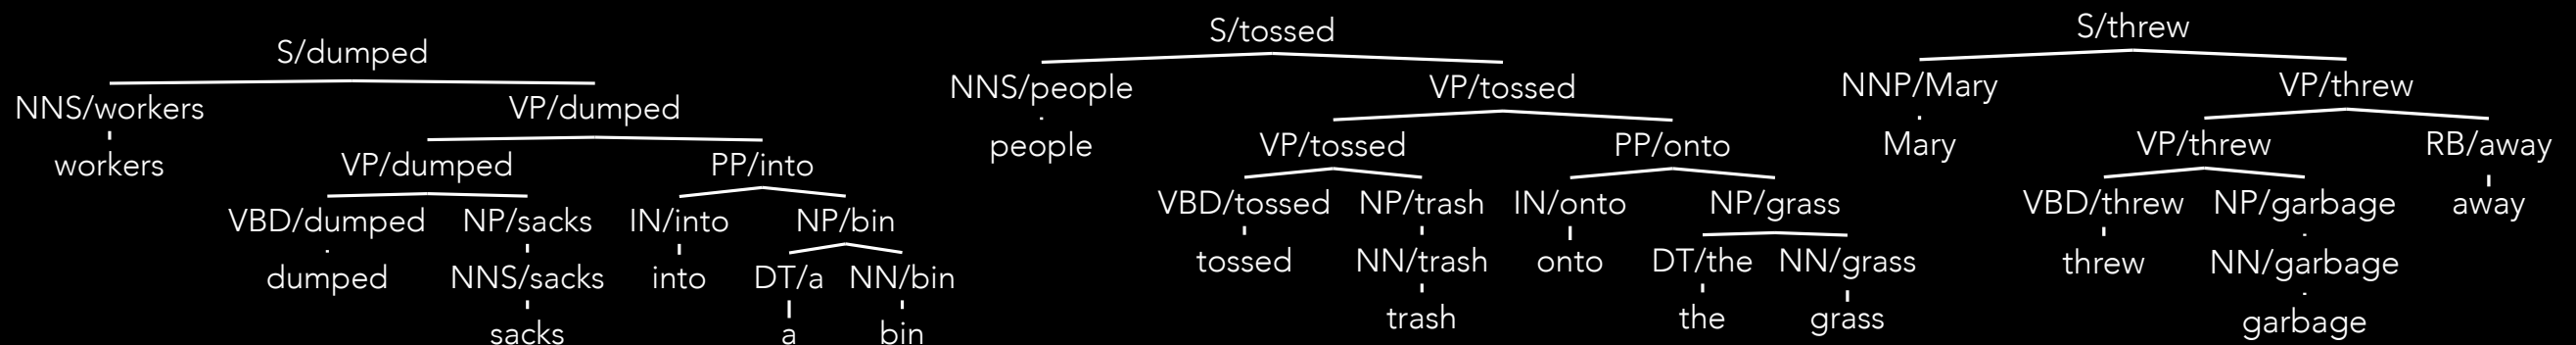 S/dumped
NNS/workers VP/dumped
workers VP/dumped PP/into
VBD/dumped NP/sacks IN/into NP/bin
dumped NNS/sacks into DT/a NN/bin
sacks a bin
S/tossed
NNS/people VP/tossed
people VP/tossed PP/onto
VBD/tossed NP/trash IN/onto NP/grass
tossed NN/trash onto DT/the NN/grass
trash the grass
S/threw
NNP/Mary VP/threw
Mary VP/threw RB/away
VBD/threw NP/garbage away
threw NN/garbage
garbage